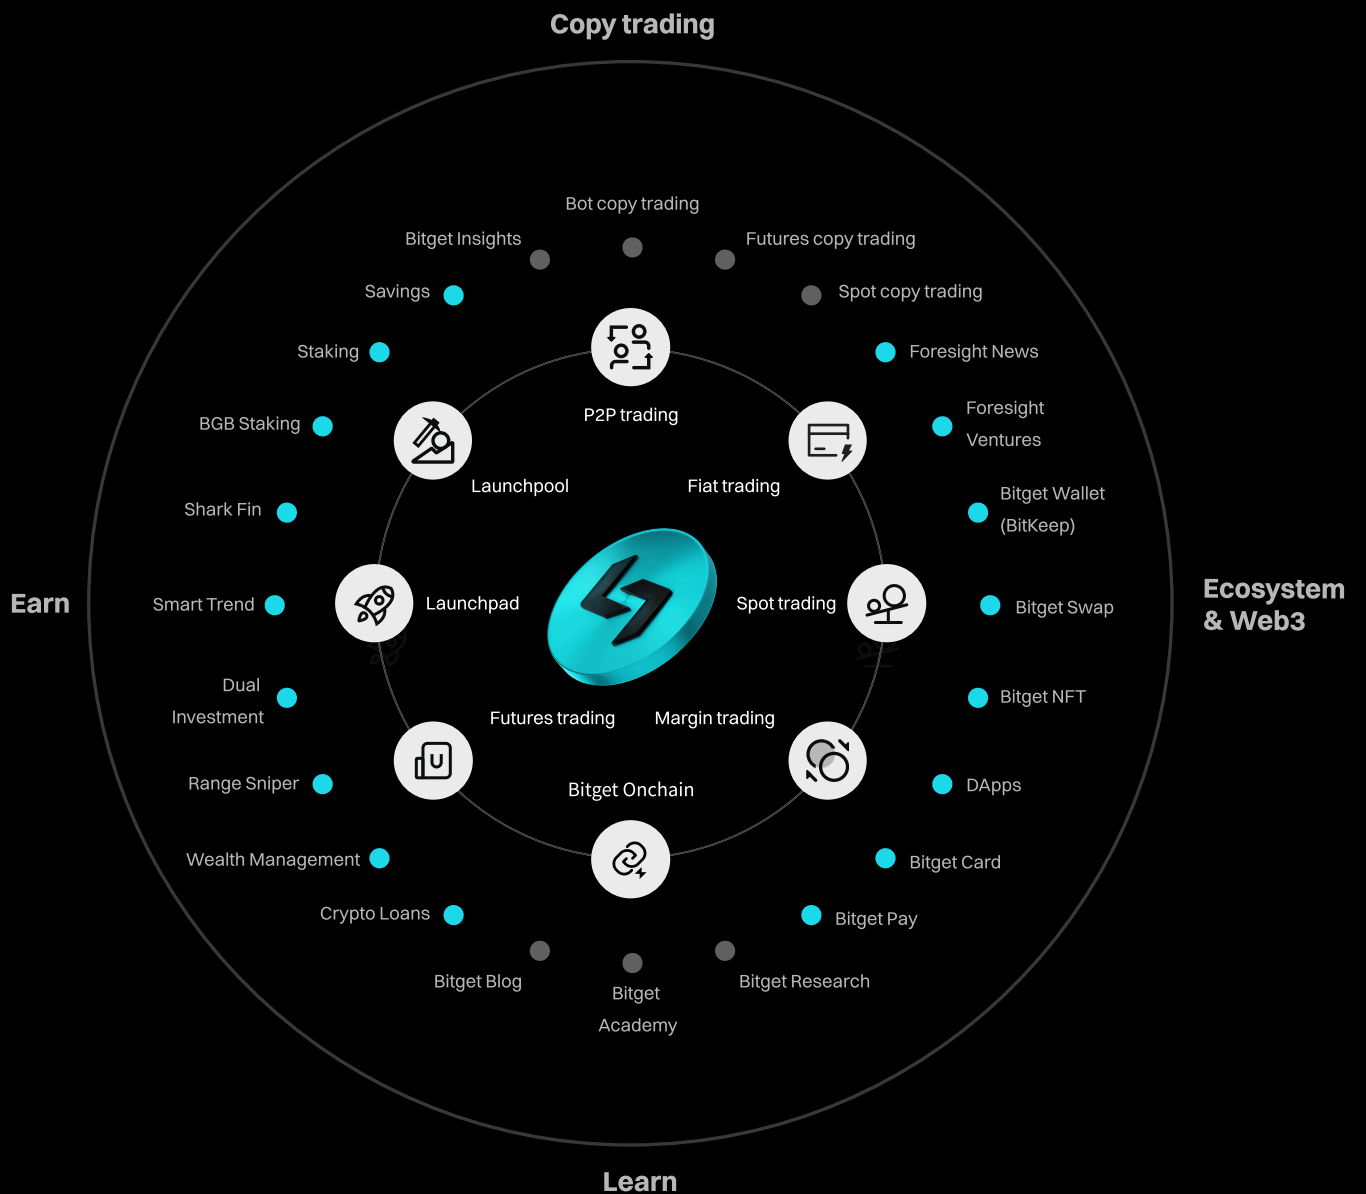 Copy trading
Bot copy trading
Bitget Insights
Futures copy trading
Savings
Spot copy trading
Staking
Foresight News
P2P trading
BGB Staking
Foresight
Ventures
Launchpool
Fiat trading
Shark Fin
Bitget Wallet
(BitKeep)
Earn
Smart Trend
Launchpad
Spot trading
Bitget Swap
Ecosystem
& Web3
Dual
Investment
Futures trading
Margin trading
Bitget NFT
Range Sniper
Bitget Onchain
DApps
Wealth Management
Bitget Card
Crypto Loans
Bitget Pay
Bitget Blog
Bitget
Academy
Bitget Research
Learn